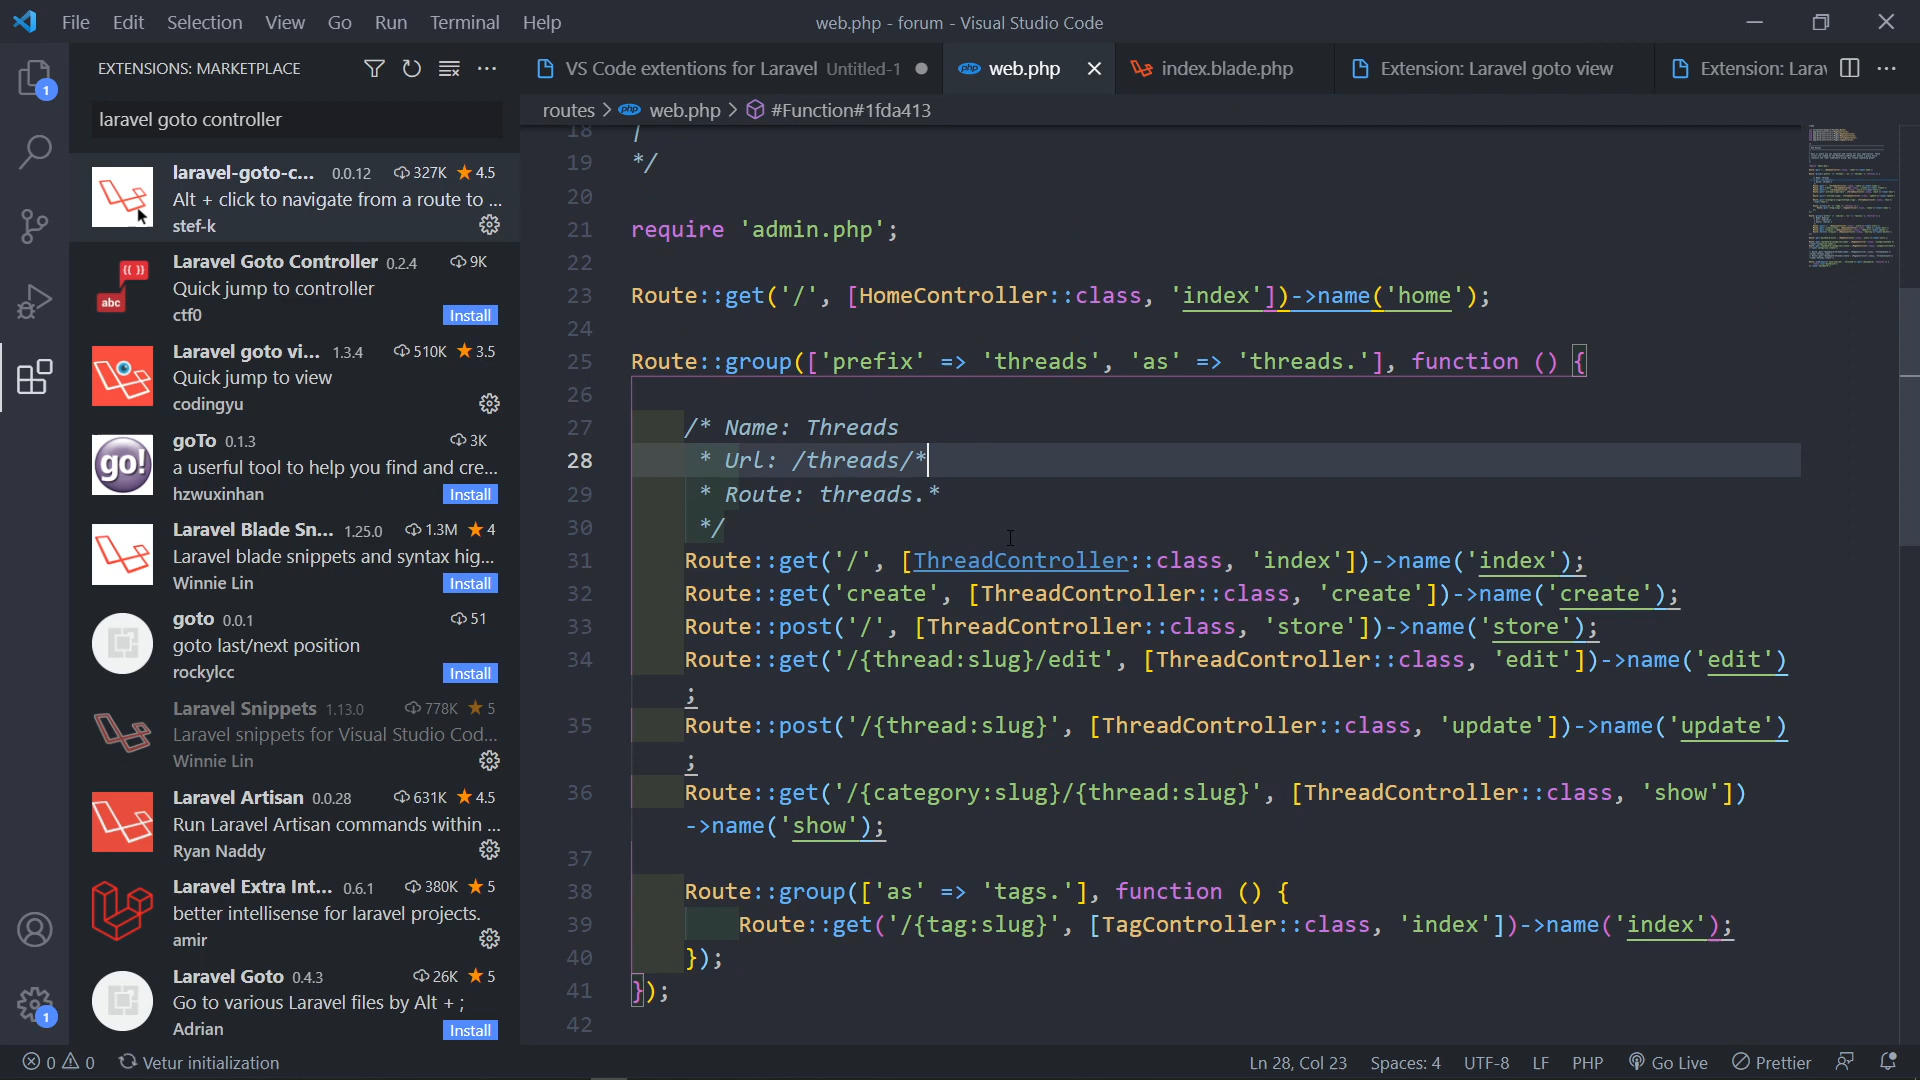 File Edit Selection View Go Run Terminal Help
web.php - forum - Visual Studio Code
EXTENSIONS: MARKETPLACE
VS Code extentions for Laravel Untitled-1
web.php
index.blade.php
Extension: Laravel goto view
Extension: Larav
laravel goto controller
routes > web.php > #Function#1fda413
laravel-goto-c... 0.0.12 327K 4.5
Alt + click to navigate from a route to ...
stef-k
Laravel Goto Controller 0.2.4 9K
Quick jump to controller
ctf0 Install
{{ }}
abc
Laravel goto vi... 1.3.4 510K 3.5
Quick jump to view
codingyu
goTo 0.1.3 3K
a userful tool to help you find and cre...
hzwuxinhan Install
go!
Laravel Blade Sn... 1.25.0 1.3M 4
Laravel blade snippets and syntax hig...
Winnie Lin Install
goto 0.0.1 51
goto last/next position
rockylcc Install
Laravel Snippets 1.13.0 778K 5
Laravel snippets for Visual Studio Cod...
Winnie Lin
Laravel Artisan 0.0.28 631K 4.5
Run Laravel Artisan commands within ...
Ryan Naddy
Laravel Extra Int... 0.6.1 380K 5
better intellisense for laravel projects.
amir
Laravel Goto 0.4.3 26K 5
Go to various Laravel files by Alt + ;
Adrian Install
1
1
18 |
19 */
20
21 require 'admin.php';
22
23 Route::get('/', [HomeController::class, 'index'])->name('home');
24
25 Route::group(['prefix' => 'threads', 'as' => 'threads.'], function () {
26
27 /* Name: Threads
28 * Url: /threads/*
29 * Route: threads.*
30 */
31 Route::get('/', [ThreadController::class, 'index'])->name('index');
32 Route::get('create', [ThreadController::class, 'create'])->name('create');
33 Route::post('/', [ThreadController::class, 'store'])->name('store');
34 Route::get('/{thread:slug}/edit', [ThreadController::class, 'edit'])->name('edit')
;
35 Route::post('/{thread:slug}', [ThreadController::class, 'update'])->name('update')
;
36 Route::get('/{category:slug}/{thread:slug}', [ThreadController::class, 'show'])
->name('show');
37
38 Route::group(['as' => 'tags.'], function () {
39 Route::get('/{tag:slug}', [TagController::class, 'index'])->name('index');
40 });
41 });
42
0 0 Vetur initialization
Ln 28, Col 23 Spaces: 4 UTF-8 LF PHP Go Live Prettier